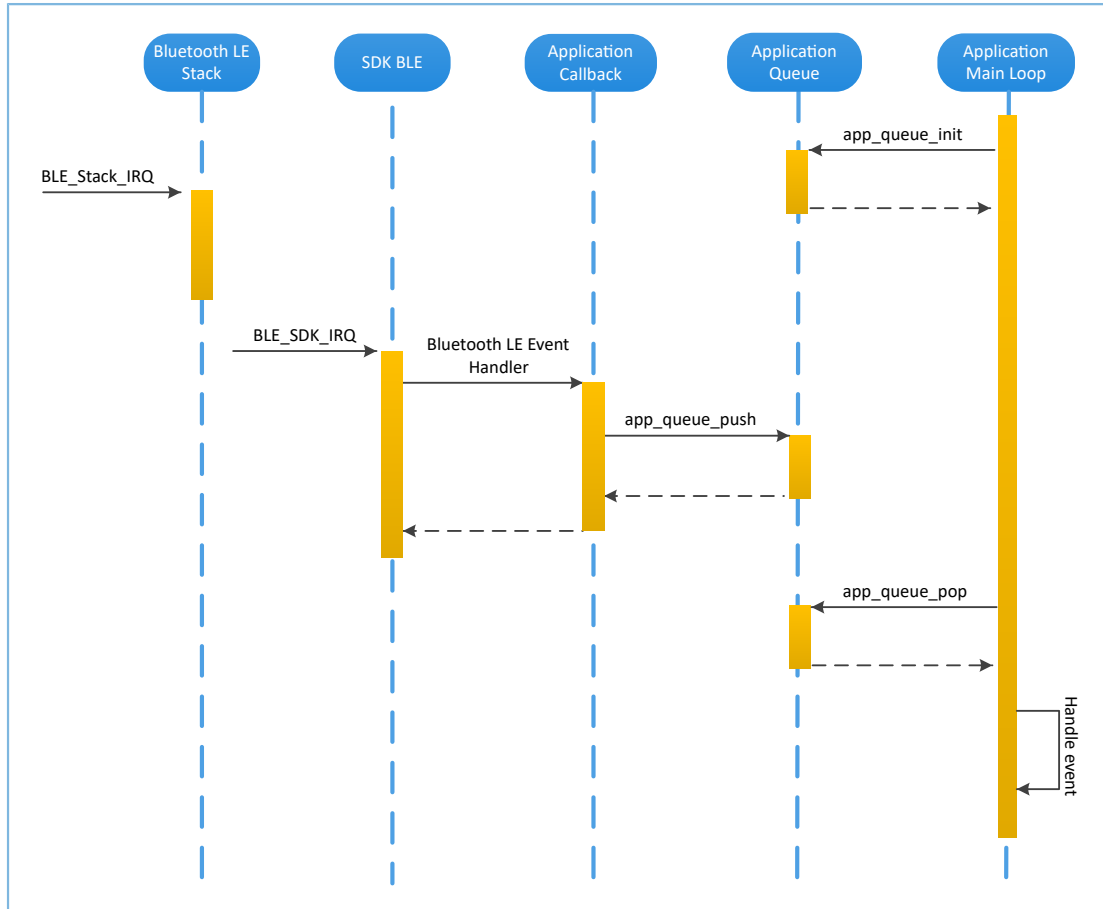 Bluetooth LE
Stack
SDK BLE
Application
Callback
Application
Queue
Application
Main Loop
app_queue_init
BLE_Stack_IRQ
BLE_SDK_IRQ
Bluetooth LE Event
Handler
app_queue_push
app_queue_pop
Handle event